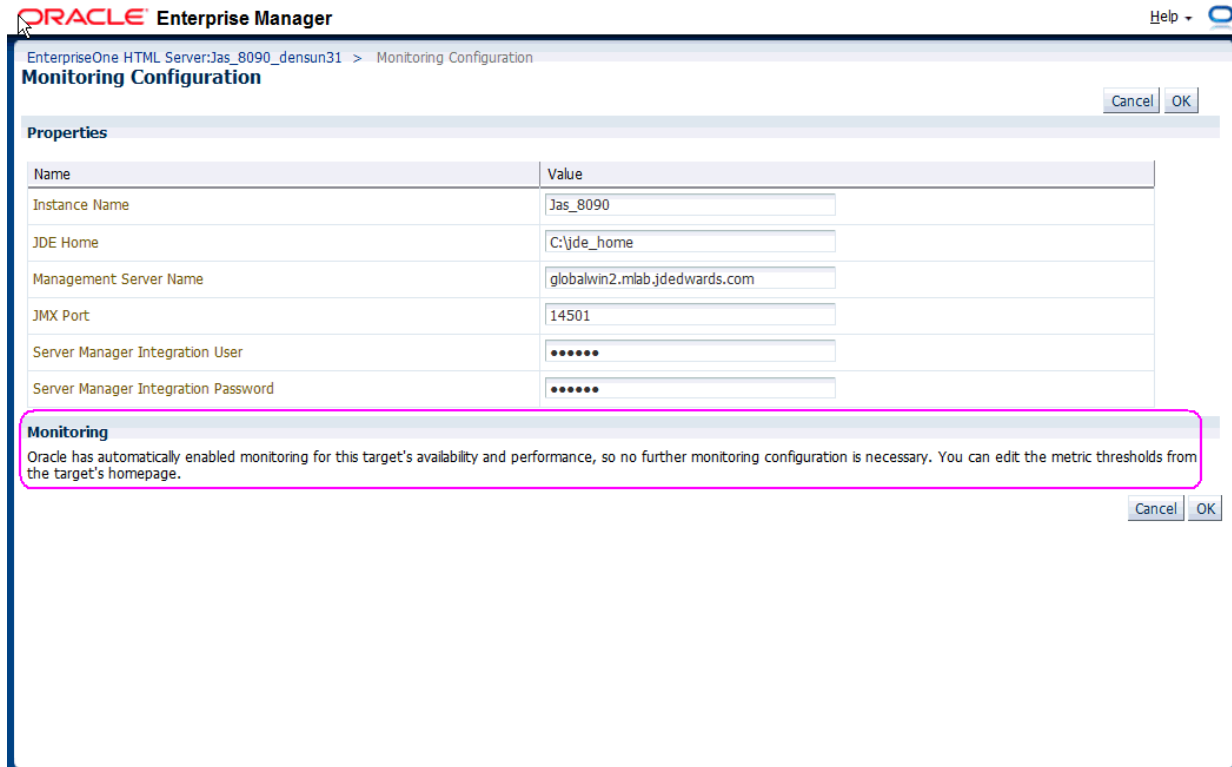 ORACLE Enterprise Manager
Help
EnterpriseOne HTML Server:Jas_8090_densun31 > Monitoring Configuration
Monitoring Configuration
Cancel OK
Properties
Name Value
Instance Name Jas_8090
JDE Home C:\jde_home
Management Server Name globalwin2.mlab.jdedwards.com
JMX Port 14501
Server Manager Integration User ••••••
Server Manager Integration Password ••••••
Monitoring
Oracle has automatically enabled monitoring for this target's availability and performance, so no further monitoring configuration is necessary. You can edit the metric thresholds from
the target's homepage.
Cancel OK